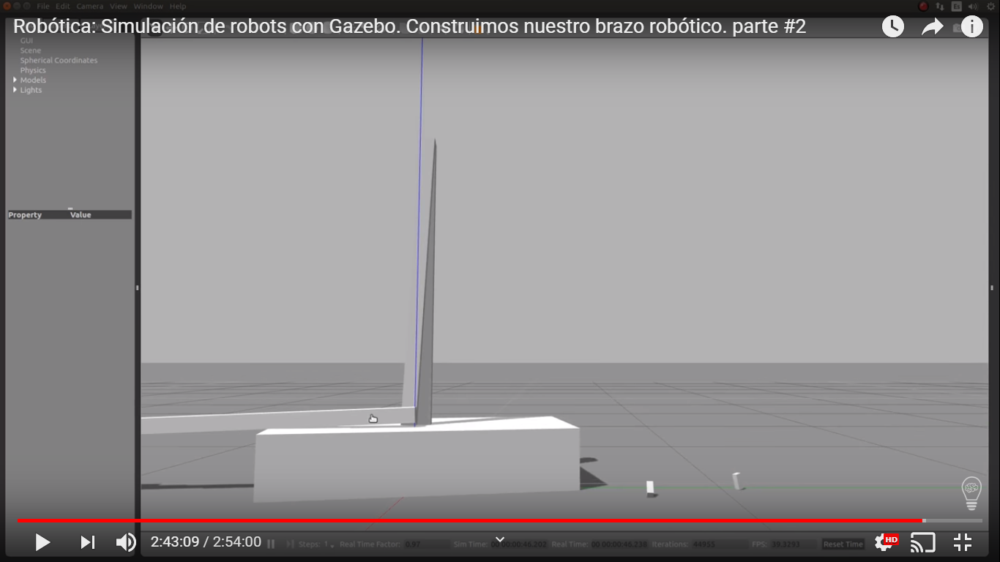 File Edit Camera View Window Help
Es
Robótica: Simulación de robots con Gazebo. Construimos nuestro brazo robótico. parte #2
GUI
Scene
Spherical Coordinates
Physics
Models
Lights
Property Value
2:43:09 / 2:54:00
Steps: 1 Real Time Factor: 0.97 Sim Time: 00 00:00:46.202 Real Time: 00 00:00:46.238 Iterations: 44955 FPS: 39.3293 Reset Time
HD